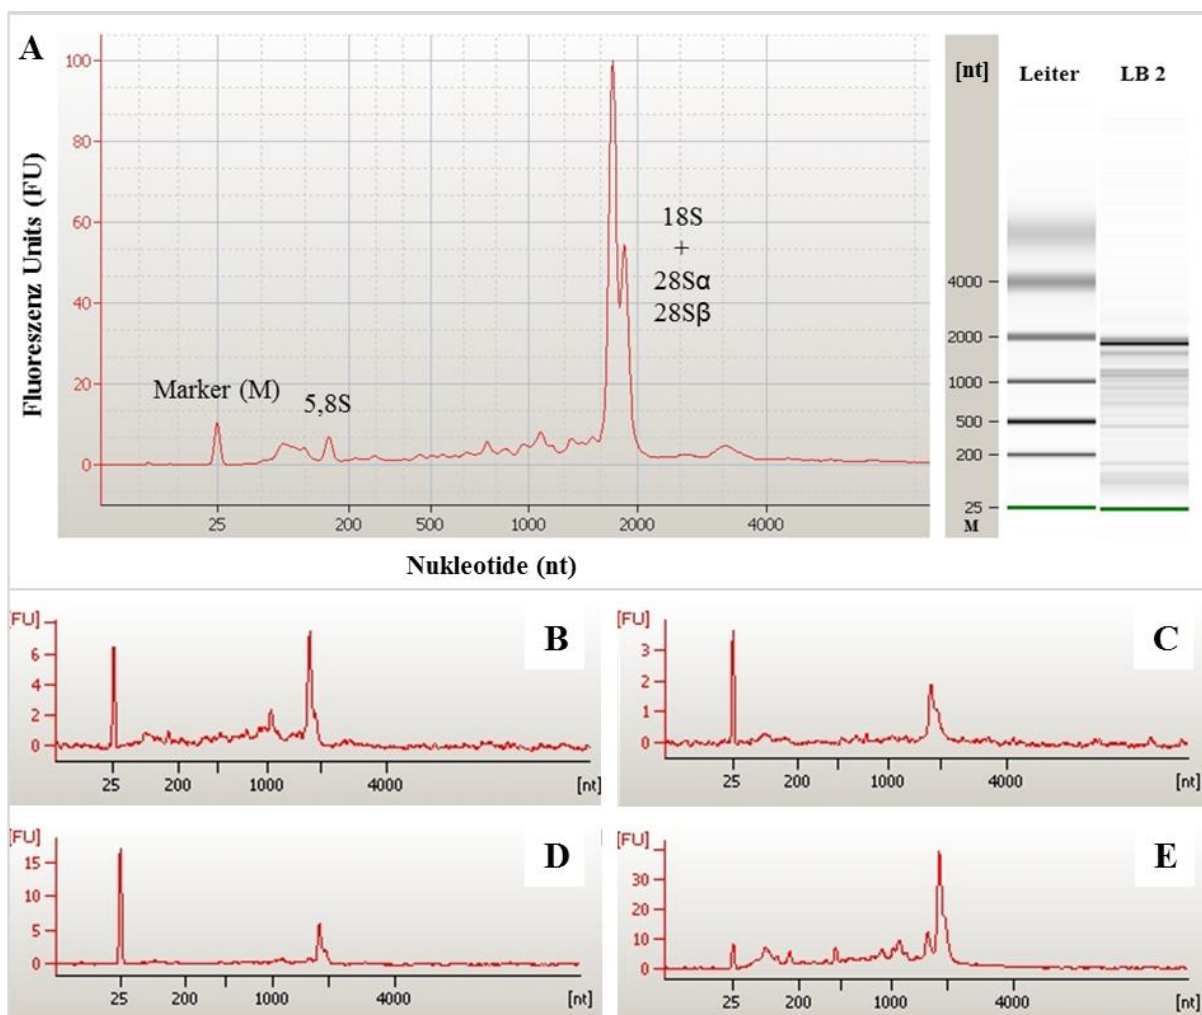 A
Fluoreszenz Units (FU)
100
80
60
40
20
0
Marker (M)
5,8S
18S
+
28Sα
28Sβ
25 200 500 1000 2000 4000
Nukleotide (nt)
[nt] Leiter LB 2
4000
2000
1000
500
200
25
M
B
[FU]
6
4
2
0
25 200 1000 4000 [nt]
C
[FU]
3
2
1
0
25 200 1000 4000 [nt]
D
[FU]
15
10
5
0
25 200 1000 4000 [nt]
E
[FU]
30
20
10
0
25 200 1000 4000 [nt]